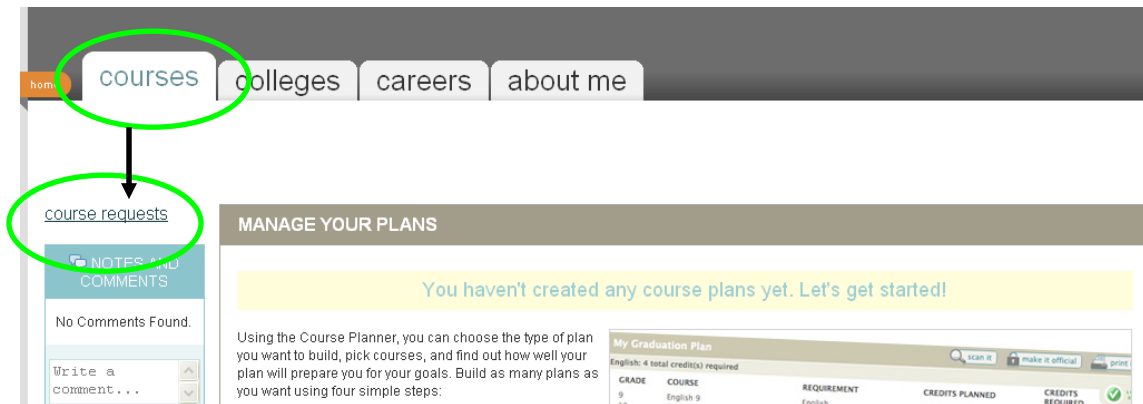 home
courses
colleges
careers
about me
course requests
NOTES AND
COMMENTS
No Comments Found.
Write a
comment...
MANAGE YOUR PLANS
You haven't created any course plans yet. Let's get started!
Using the Course Planner, you can choose the type of plan
you want to build, pick courses, and find out how well your
plan will prepare you for your goals. Build as many plans as
you want using four simple steps:
My Graduation Plan
scan it
make it official
print
English: 4 total credit(s) required
GRADE COURSE REQUIREMENT CREDITS PLANNED CREDITS
REQUIRED
9 English 9 English